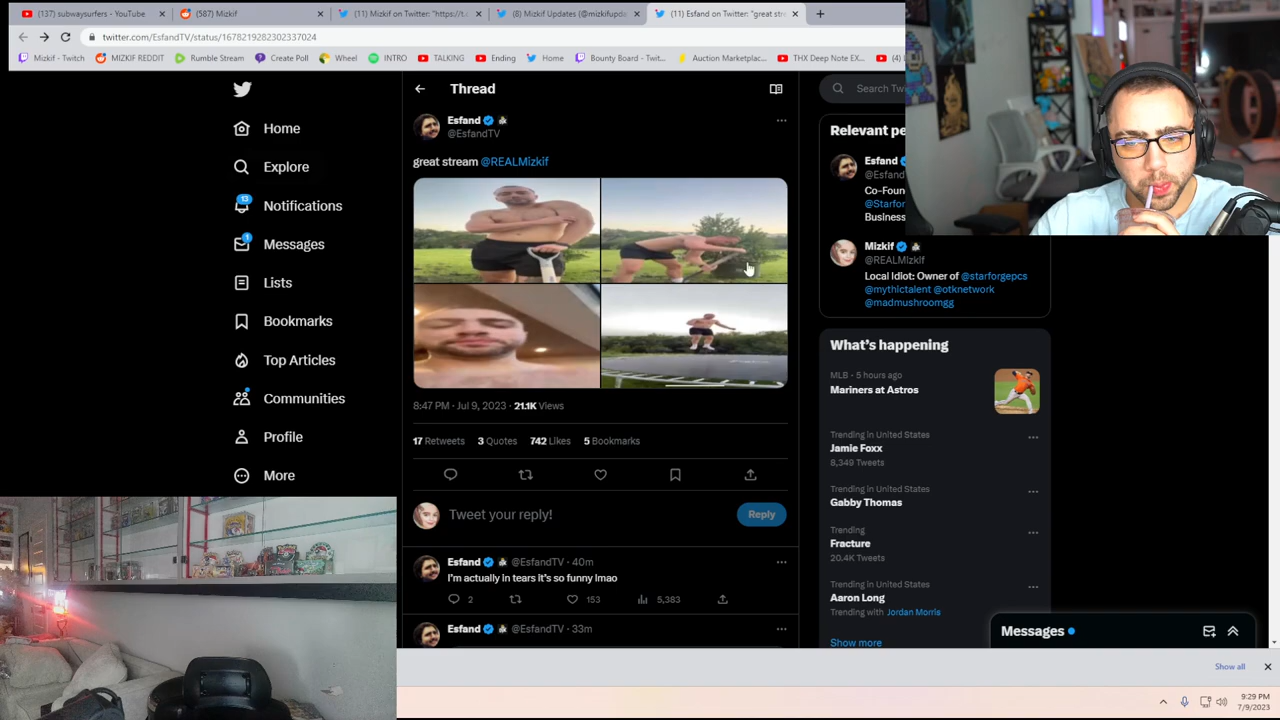 (137) subwaysurfers - YouTube
(587) Mizkif
(11) Mizkif on Twitter: "https://t.
(8) Mizkif Updates (@mizkifupda
(11) Esfand on Twitter: "great stre
twitter.com/EsfandTV/status/1678219282302337024
Mizkif - Twitch
MIZKIF REDDIT
Rumble Stream
Create Poll
Wheel
INTRO
TALKING
Ending
Home
Bounty Board - Twit...
Auction Marketplac...
THX Deep Note EX...
Home
Explore
13
Notifications
1
Messages
Lists
Bookmarks
Top Articles
Communities
Profile
More
Thread
Esfand
@EsfandTV
great stream @REALMizkif
8:47 PM · Jul 9, 2023 · 21.1K Views
17 Retweets 3 Quotes 742 Likes 5 Bookmarks
Tweet your reply!
Reply
Esfand @EsfandTV · 40m
I'm actually in tears it's so funny lmao
2 153 5,383
Esfand @EsfandTV · 33m
Search Tw
Relevant pe
Esfand
@Esfand
Co-Foun
@Starfor
Business
Mizkif
@REALMizkif
Local Idiot: Owner of @starforgepcs
@mythictalent @otknetwork
@madmushroomgg
What's happening
MLB · 5 hours ago
Mariners at Astros
Trending in United States
Jamie Foxx
8,349 Tweets
Trending in United States
Gabby Thomas
Trending
Fracture
20.4K Tweets
Trending in United States
Aaron Long
Trending with Jordan Morris
Show more
Messages
Show all
9:29 PM
7/9/2023